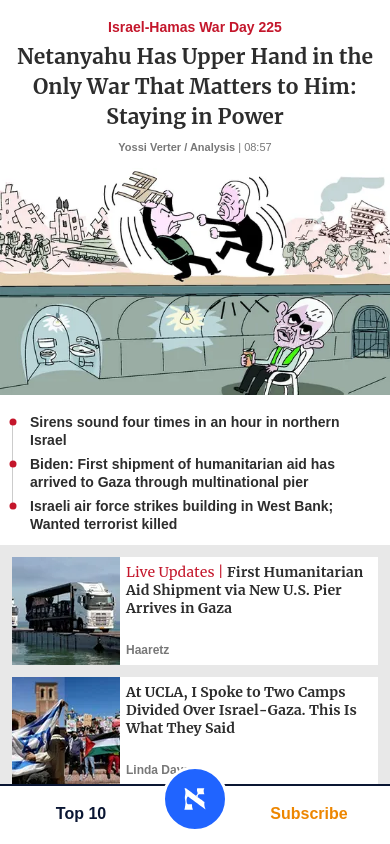 Israel-Hamas War Day 225
Netanyahu Has Upper Hand in the
Only War That Matters to Him:
Staying in Power
Yossi Verter / Analysis | 08:57
Sirens sound four times in an hour in northern
Israel
Biden: First shipment of humanitarian aid has
arrived to Gaza through multinational pier
Israeli air force strikes building in West Bank;
Wanted terrorist killed
Live Updates | First Humanitarian
Aid Shipment via New U.S. Pier
Arrives in Gaza
Haaretz
At UCLA, I Spoke to Two Camps
Divided Over Israel-Gaza. This Is
What They Said
Linda
Top 10
א
Subscribe